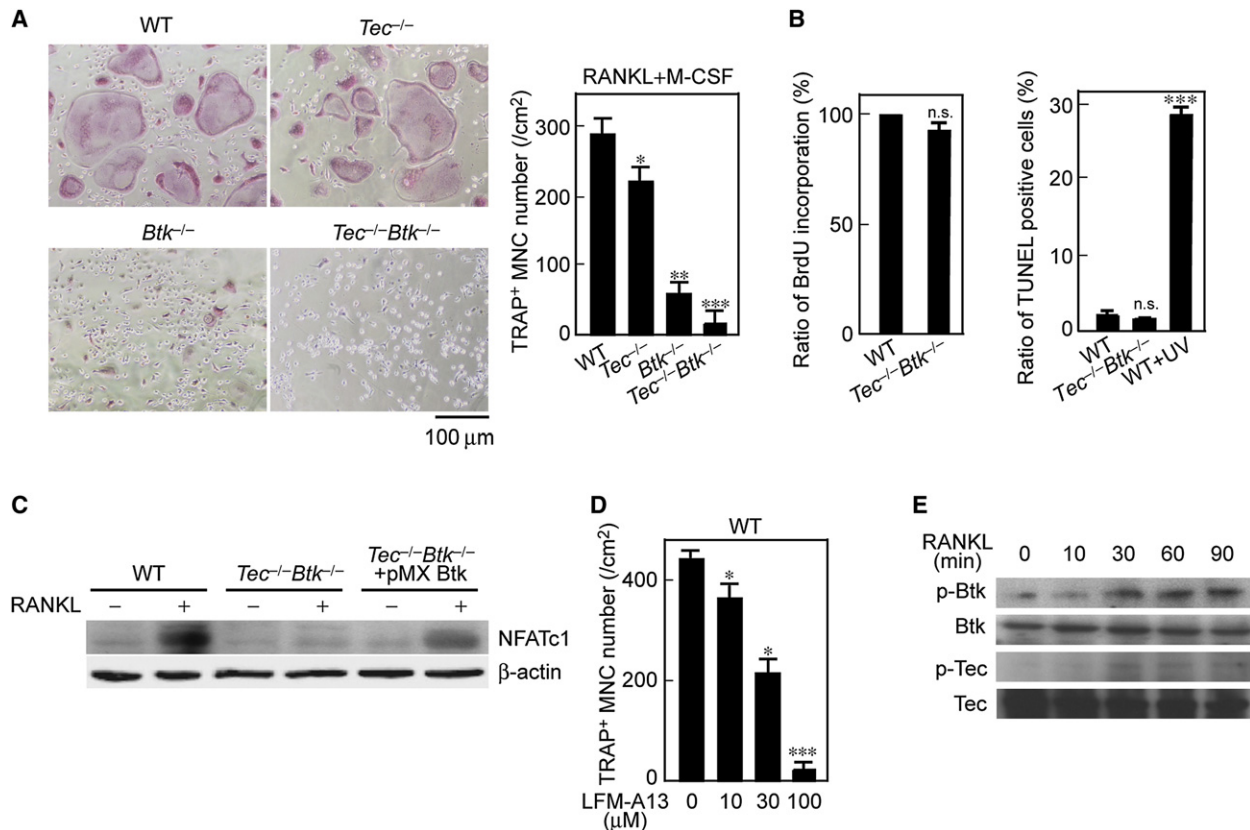 A
WT
Tec–/–
Btk–/–
Tec–/–Btk–/–
100 μm
RANKL+M-CSF
TRAP+ MNC number (/cm2)
300
200
100
0
WT
Tec–/–
Btk–/–
Tec–/–Btk–/–
*
**
***
B
Ratio of BrdU incorporation (%)
100
50
0
n.s.
WT
Tec–/–Btk–/–
Ratio of TUNEL positive cells (%)
30
20
10
0
n.s.
***
WT
Tec–/–Btk–/–
WT+UV
C
WT
Tec–/–Btk–/–
Tec–/–Btk–/–
+pMX Btk
RANKL – + – + – +
NFATc1
β-actin
D
WT
TRAP+ MNC number (/cm2)
400
200
0
*
*
***
LFM-A13 0 10 30 100
(μM)
E
RANKL 0 10 30 60 90
(min)
p-Btk
Btk
p-Tec
Tec